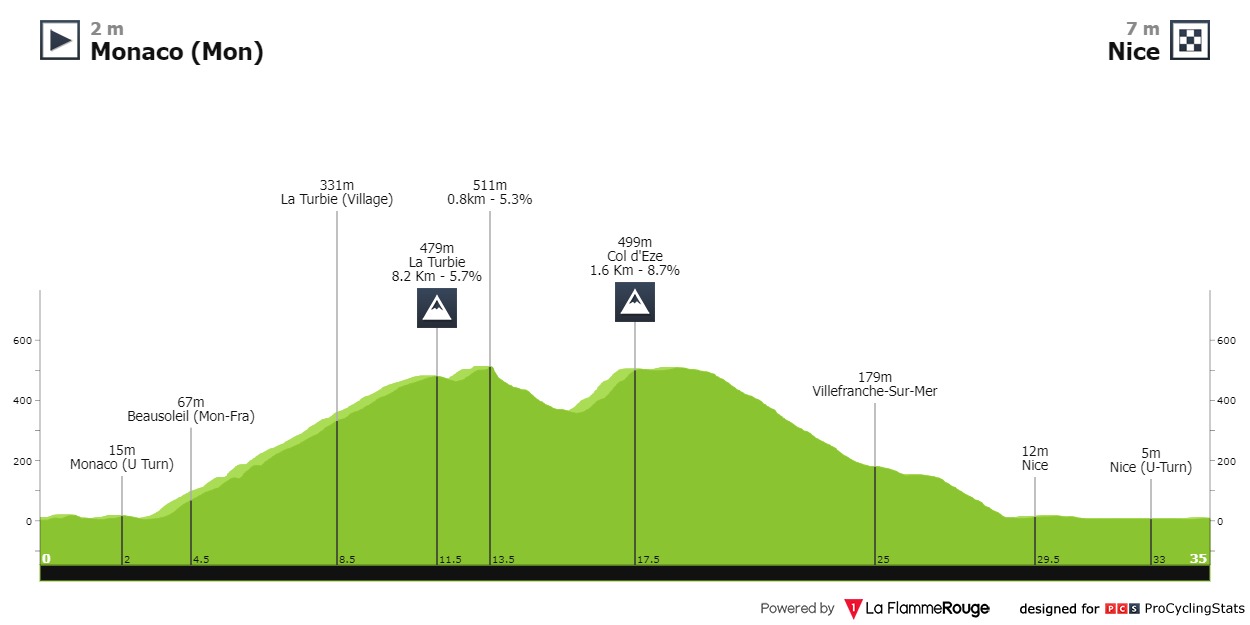 2 m
Monaco (Mon)
7 m
Nice
331m
La Turbie (Village)
511m
0.8km - 5.3%
479m
La Turbie
8.2 Km - 5.7%
499m
Col d'Eze
1.6 Km - 8.7%
67m
Beausoleil (Mon-Fra)
15m
Monaco (U Turn)
179m
Villefranche-Sur-Mer
12m
Nice
5m
Nice (U-Turn)
600
400
200
0
600
400
200
0
0
2
4.5
8.5
11.5
13.5
17.5
25
29.5
33
35
Powered by 1 La FlammeRouge designed for PCS ProCyclingStats